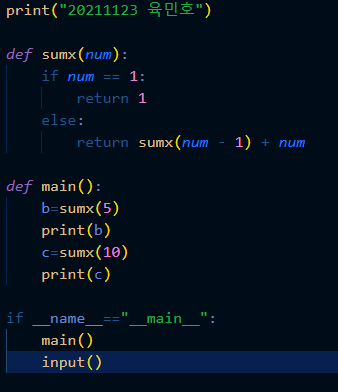 print("20211123 육민호")
def sumx(num):
    if num == 1:
        return 1
    else:
        return sumx(num - 1) + num
def main():
    b=sumx(5)
    print(b)
    c=sumx(10)
    print(c)
if __name__=="__main__":
    main()
    input()